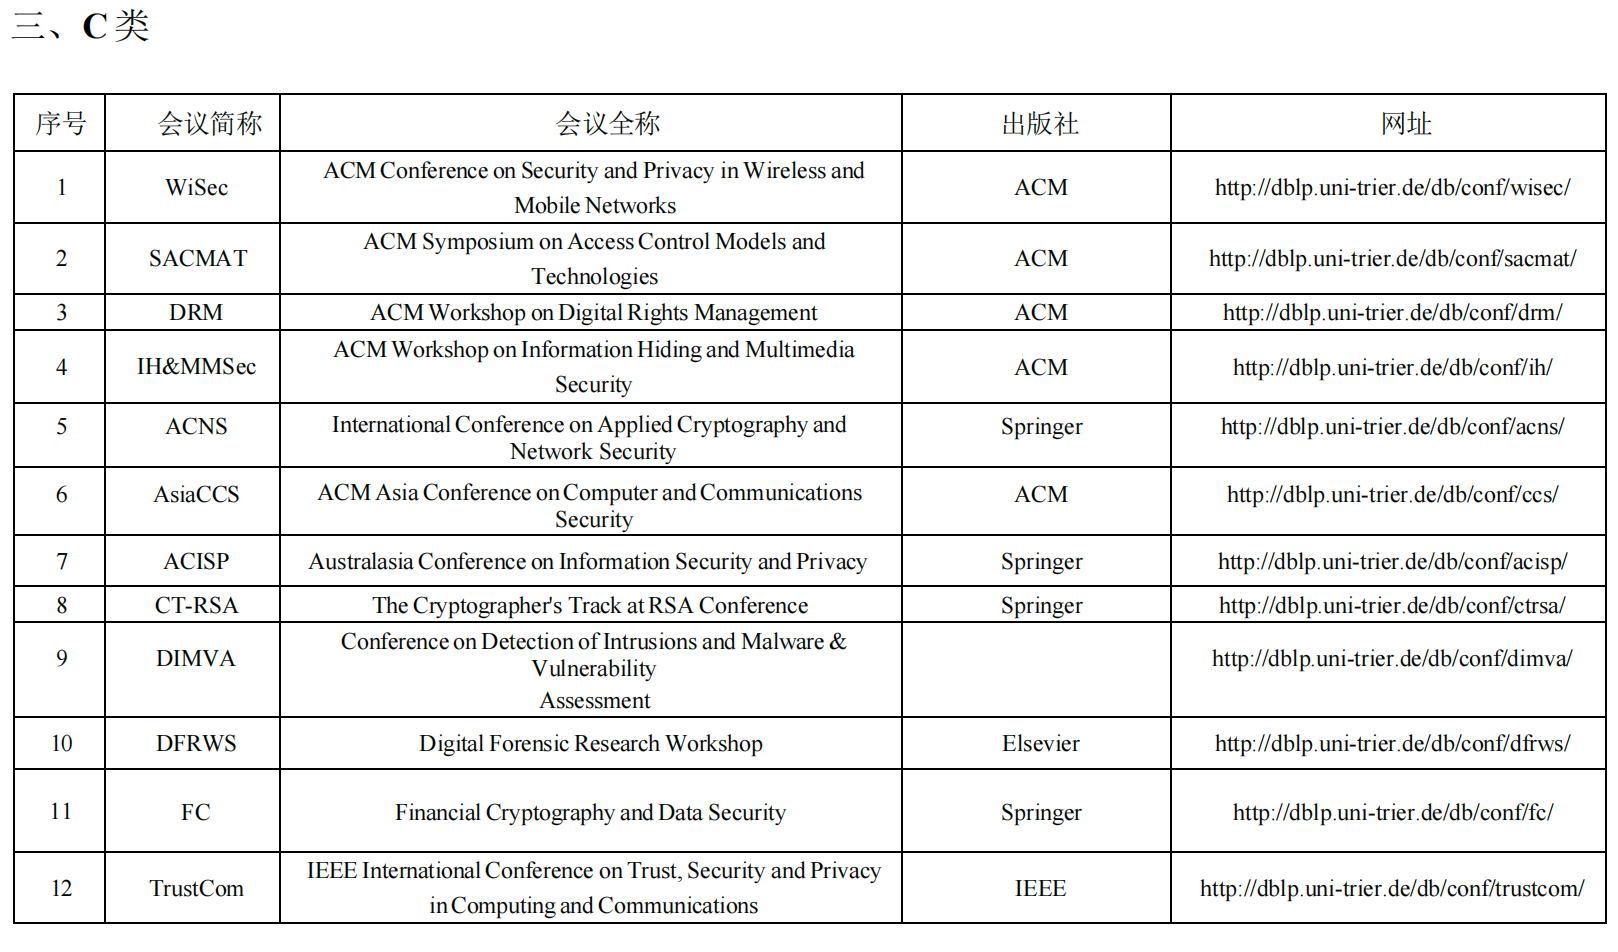 三、C 类
序号 会议简称 会议全称 出版社 网址
1 WiSec ACM Conference on Security and Privacy in Wireless and
Mobile Networks ACM http://dblp.uni-trier.de/db/conf/wisec/
2 SACMAT ACM Symposium on Access Control Models and
Technologies ACM http://dblp.uni-trier.de/db/conf/sacmat/
3 DRM ACM Workshop on Digital Rights Management ACM http://dblp.uni-trier.de/db/conf/drm/
4 IH&MMSec ACM Workshop on Information Hiding and Multimedia
Security ACM http://dblp.uni-trier.de/db/conf/ih/
5 ACNS International Conference on Applied Cryptography and
Network Security Springer http://dblp.uni-trier.de/db/conf/acns/
6 AsiaCCS ACM Asia Conference on Computer and Communications
Security ACM http://dblp.uni-trier.de/db/conf/ccs/
7 ACISP Australasia Conference on Information Security and Privacy Springer http://dblp.uni-trier.de/db/conf/acisp/
8 CT-RSA The Cryptographer's Track at RSA Conference Springer http://dblp.uni-trier.de/db/conf/ctrsa/
9 DIMVA Conference on Detection of Intrusions and Malware &
Vulnerability
Assessment http://dblp.uni-trier.de/db/conf/dimva/
10 DFRWS Digital Forensic Research Workshop Elsevier http://dblp.uni-trier.de/db/conf/dfrws/
11 FC Financial Cryptography and Data Security Springer http://dblp.uni-trier.de/db/conf/fc/
12 TrustCom IEEE International Conference on Trust, Security and Privacy
in Computing and Communications IEEE http://dblp.uni-trier.de/db/conf/trustcom/